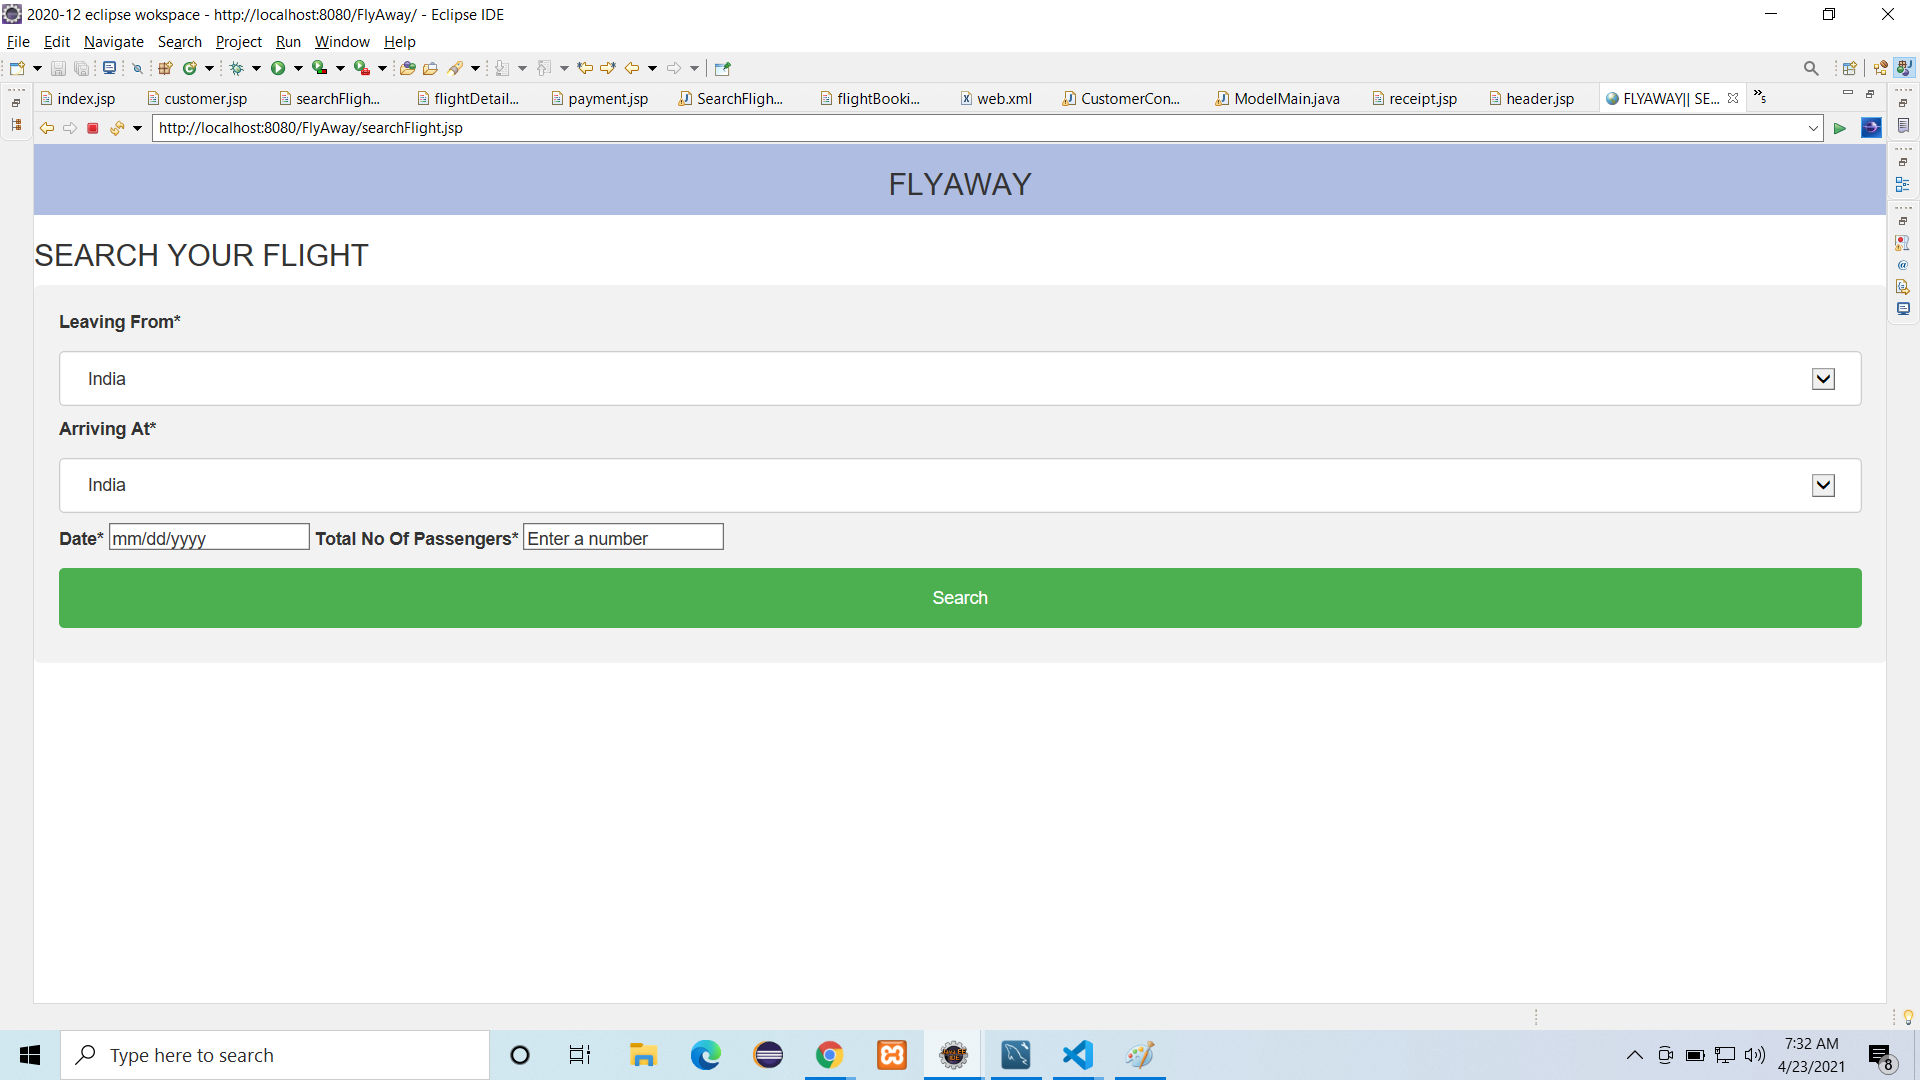 2020-12 eclipse wokspace - http://localhost:8080/FlyAway/ - Eclipse IDE
File Edit Navigate Search Project Run Window Help
index.jsp customer.jsp searchFligh... flightDetail... payment.jsp SearchFligh... flightBooki... web.xml CustomerCon... ModelMain.java receipt.jsp header.jsp FLYAWAY|| SE... »5
http://localhost:8080/FlyAway/searchFlight.jsp
FLYAWAY
SEARCH YOUR FLIGHT
Leaving From*
India
Arriving At*
India
Date* mm/dd/yyyy Total No Of Passengers* Enter a number
Search
Type here to search
7:32 AM
4/23/2021
8